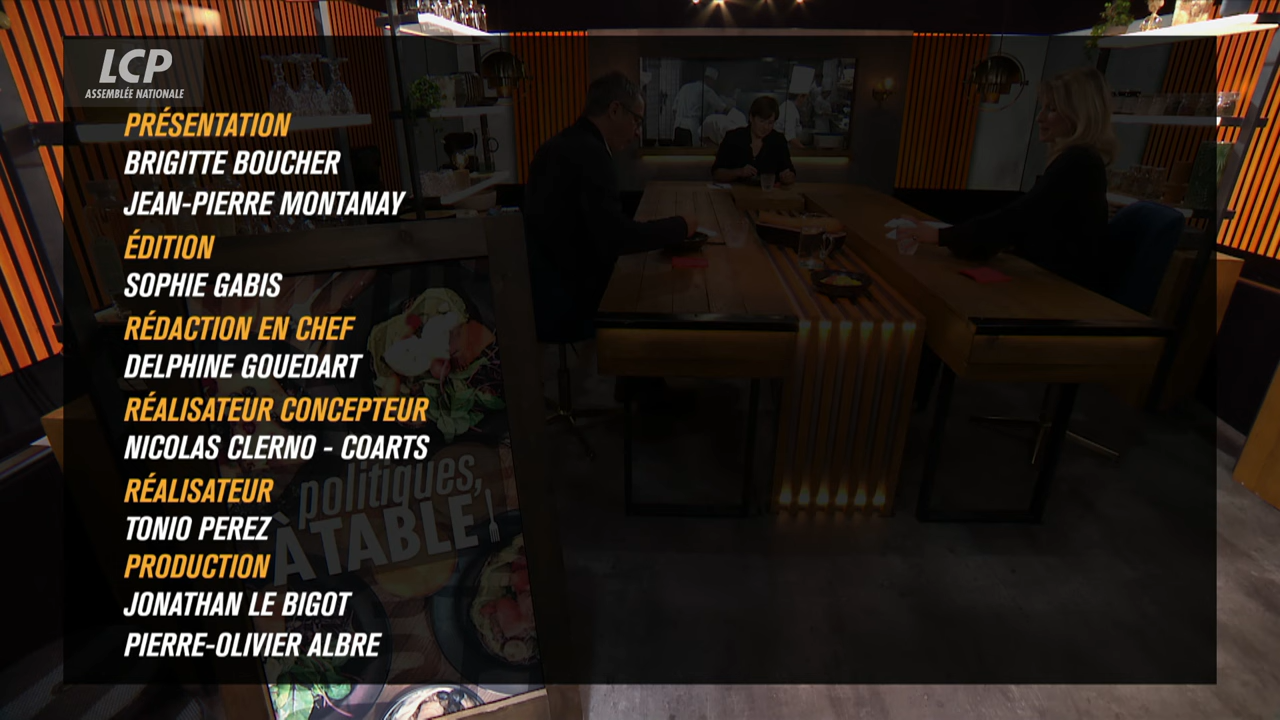 LCP
ASSEMBLÉE NATIONALE
PRÉSENTATION
BRIGITTE BOUCHER
JEAN-PIERRE MONTANAY
ÉDITION
SOPHIE GABIS
RÉDACTION EN CHEF
DELPHINE GOUEDART
RÉALISATEUR CONCEPTEUR
NICOLAS CLERNO - COARTS
RÉALISATEUR
TONIO PEREZ
PRODUCTION
JONATHAN LE BIGOT
PIERRE-OLIVIER ALBRE
politiques,
À TABLE